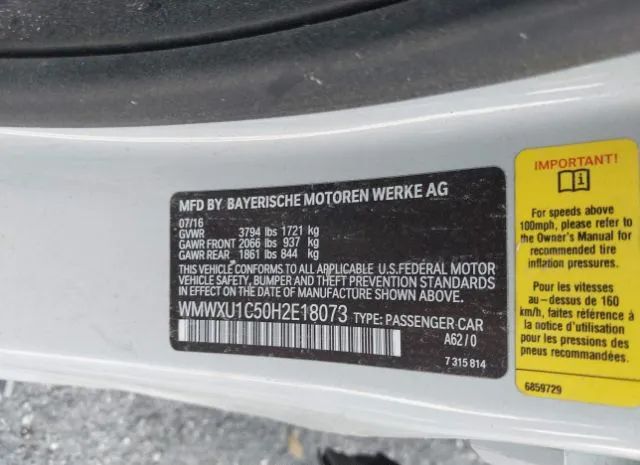 MFD BY BAYERISCHE MOTOREN WERKE AG
07/16
GVWR 3794 lbs 1721 kg
GAWR FRONT 2066 lbs 937 kg
GAWR REAR 1861 lbs 844 kg
THIS VEHICLE CONFORMS TO ALL APPLICABLE U.S.FEDERAL MOTOR
VEHICLE SAFETY, BUMPER AND THEFT PREVENTION STANDARDS
IN EFFECT ON THE DATE OF MANUFACTURE SHOWN ABOVE.
WMWXU1C50H2E18073 TYPE: PASSENGER CAR
A62/0
7 315 814
IMPORTANT!
For speeds above
100mph, please refer to
the Owner's Manual for
recommended tire
inflation pressures.
Pour les vitesses
au-dessus de 160
km/h, faites référence à
la notice d'utilisation
pour les pressions des
pneus recommandées.
6859729